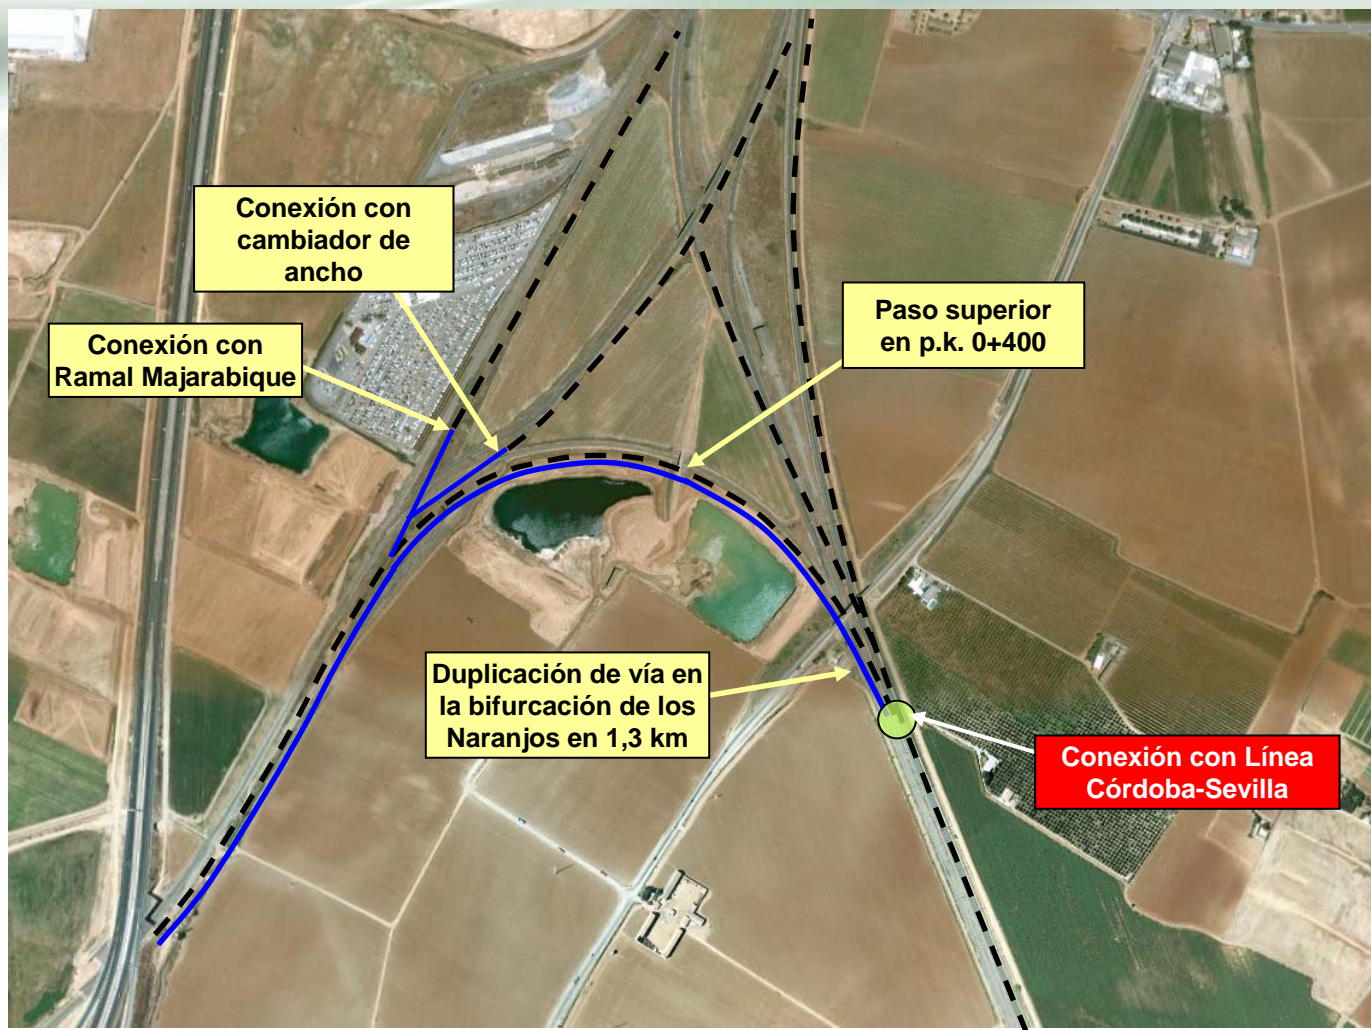 Conexión con
cambiador de
ancho
Conexión con
Ramal Majarabique
Paso superior
en p.k. 0+400
Duplicación de vía en
la bifurcación de los
Naranjos en 1,3 km
Conexión con Línea
Córdoba-Sevilla